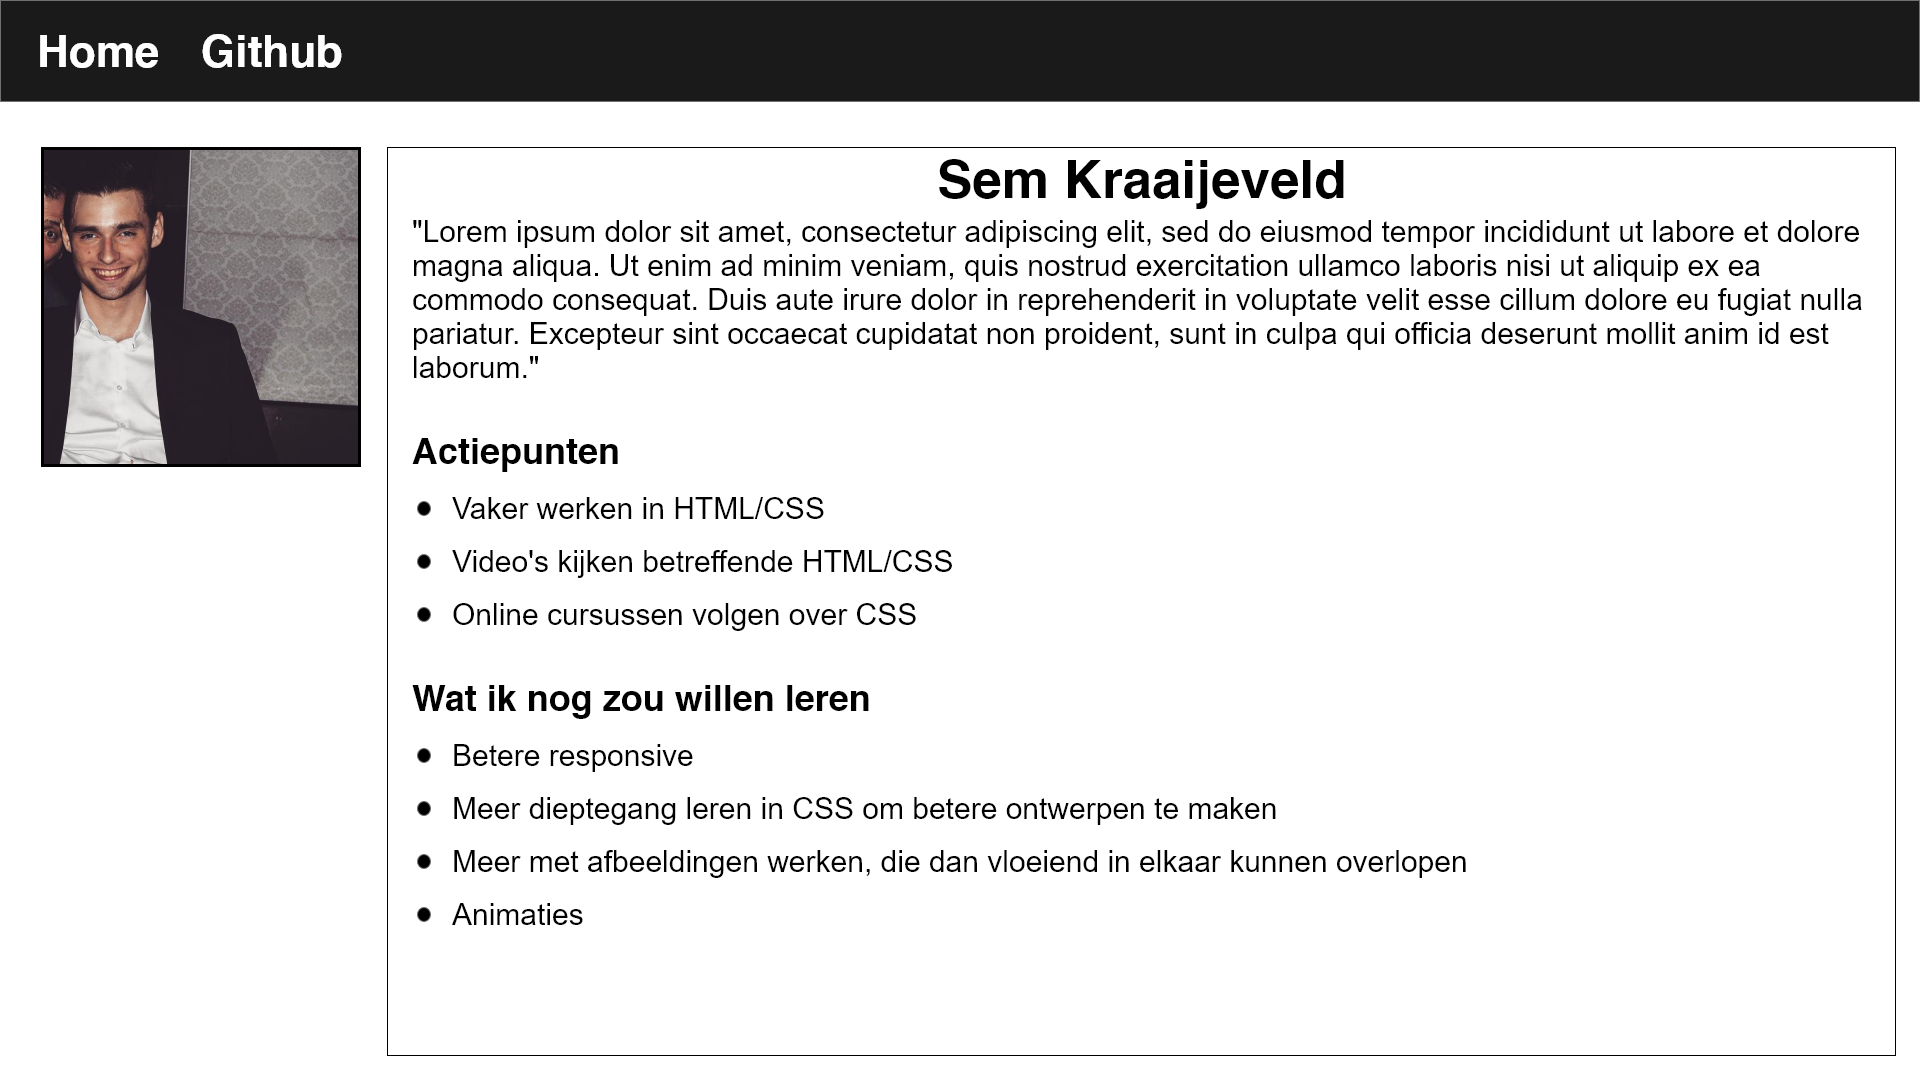 Home Github
Sem Kraaijeveld
"Lorem ipsum dolor sit amet, consectetur adipiscing elit, sed do eiusmod tempor incididunt ut labore et dolore
magna aliqua. Ut enim ad minim veniam, quis nostrud exercitation ullamco laboris nisi ut aliquip ex ea
commodo consequat. Duis aute irure dolor in reprehenderit in voluptate velit esse cillum dolore eu fugiat nulla
pariatur. Excepteur sint occaecat cupidatat non proident, sunt in culpa qui officia deserunt mollit anim id est
laborum."
Actiepunten
Vaker werken in HTML/CSS
Video's kijken betreffende HTML/CSS
Online cursussen volgen over CSS
Wat ik nog zou willen leren
Betere responsive
Meer dieptegang leren in CSS om betere ontwerpen te maken
Meer met afbeeldingen werken, die dan vloeiend in elkaar kunnen overlopen
Animaties